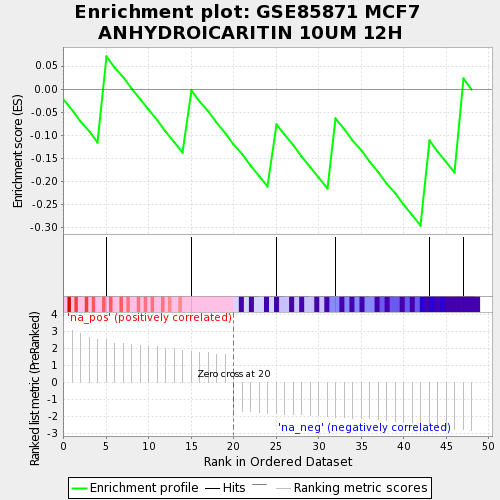 Enrichment plot: GSE85871 MCF7
ANHYDROICARITIN 10UM 12H
Enrichment score (ES)
0.05
0.00
-0.05
-0.10
-0.15
-0.20
-0.25
-0.30
'na_pos' (positively correlated)
Ranked list metric (PreRanked)
4
3
2
1
0
-1
-2
-3
Zero cross at 20
'na_neg' (negatively correlated)
0 5 10 15 20 25 30 35 40 45 50
Rank in Ordered Dataset
Enrichment profile Hits Ranking metric scores